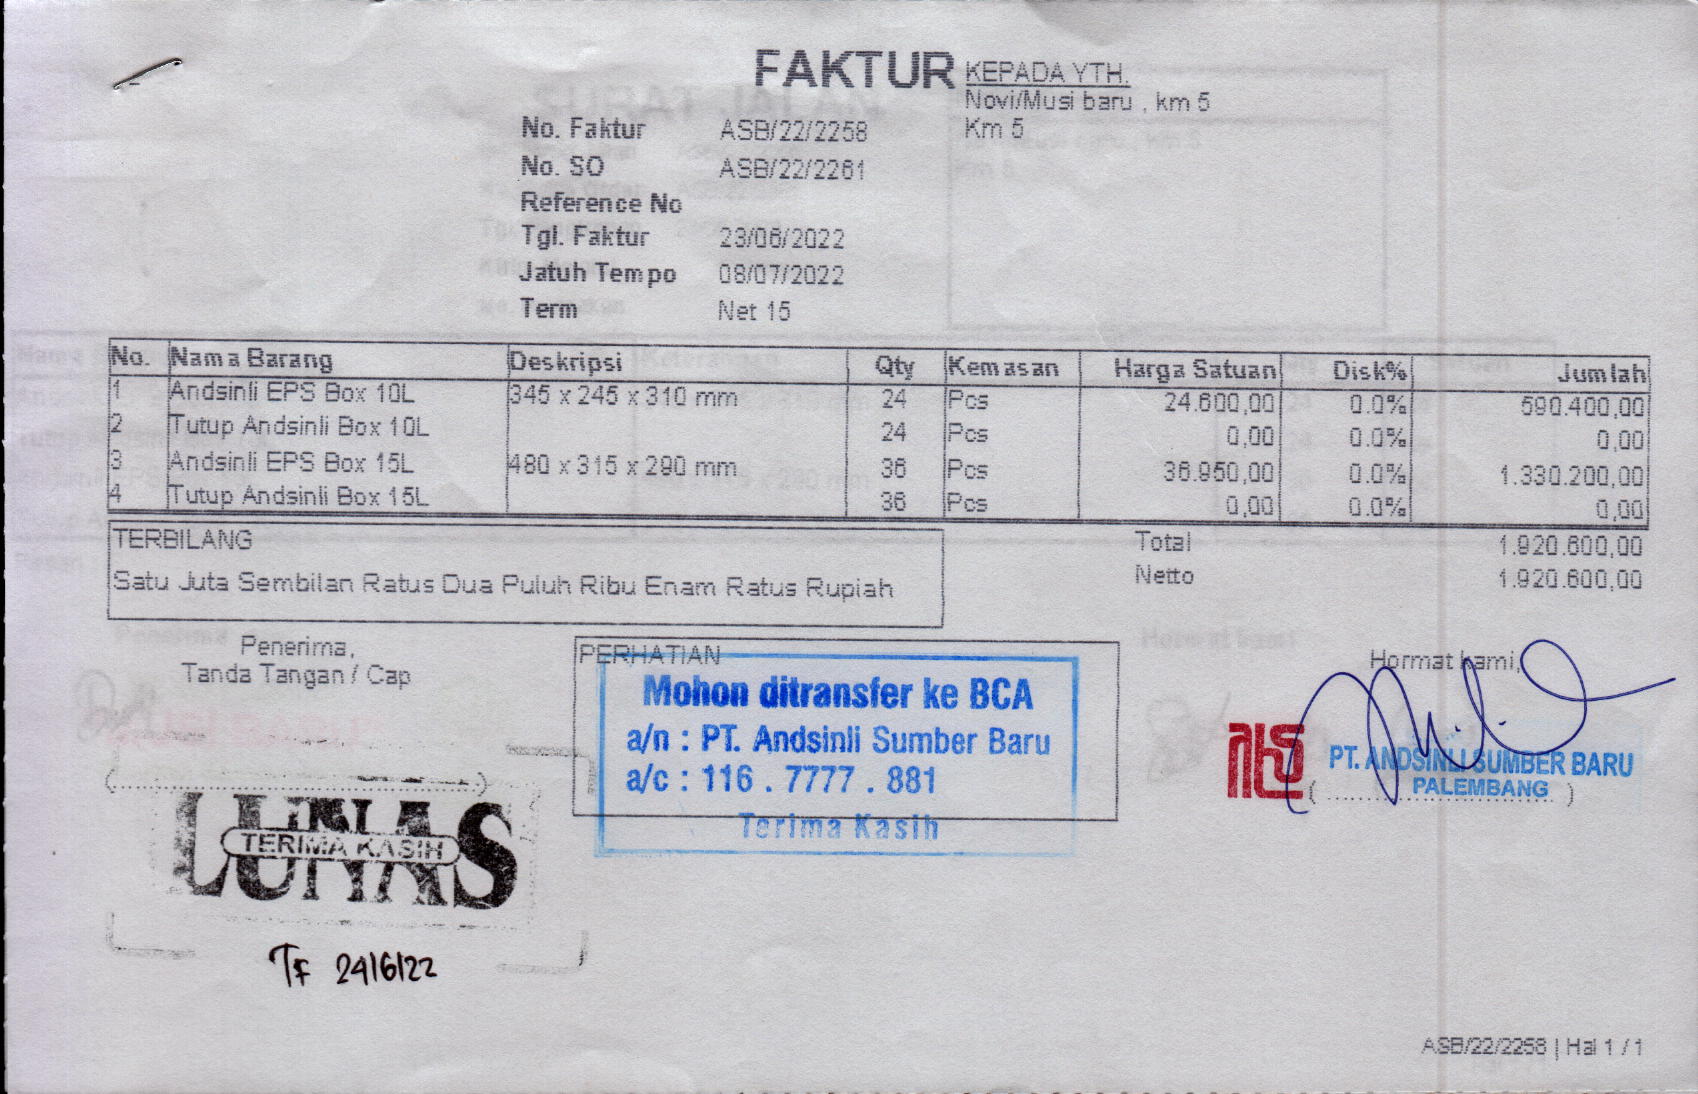 FAKTUR
KEPADA YTH.
Novi/Musi baru , km 5
Km 5
No. Faktur ASB/22/2258
No. SO ASB/22/2261
Reference No
Tgl. Faktur 23/06/2022
Jatuh Tempo 08/07/2022
Term Net 15
No. Nama Barang Deskripsi Qty Kemasan Harga Satuan Disk% Jumlah
1 Andsinli EPS Box 10L 345 x 245 x 310 mm 24 Pcs 24.600,00 0.0% 590.400,00
2 Tutup Andsinli Box 10L 24 Pcs 0,00 0.0% 0,00
3 Andsinli EPS Box 15L 480 x 315 x 290 mm 36 Pcs 36.950,00 0.0% 1.330.200,00
4 Tutup Andsinli Box 15L 36 Pcs 0,00 0.0% 0,00
TERBILANG
Satu Juta Sembilan Ratus Dua Puluh Ribu Enam Ratus Rupiah
Total 1.920.600,00
Netto 1.920.600,00
Penerima,
Tanda Tangan / Cap
PERHATIAN
Mohon ditransfer ke BCA
a/n : PT. Andsinli Sumber Baru
a/c : 116 . 7777 . 881
Terima Kasih
Hormat kami,
PT. ANDSINLI SUMBER BARU
PALEMBANG
LUNAS
TERIMA KASIH
TF 24/6/22
ASB/22/2258 | Hal 1 / 1